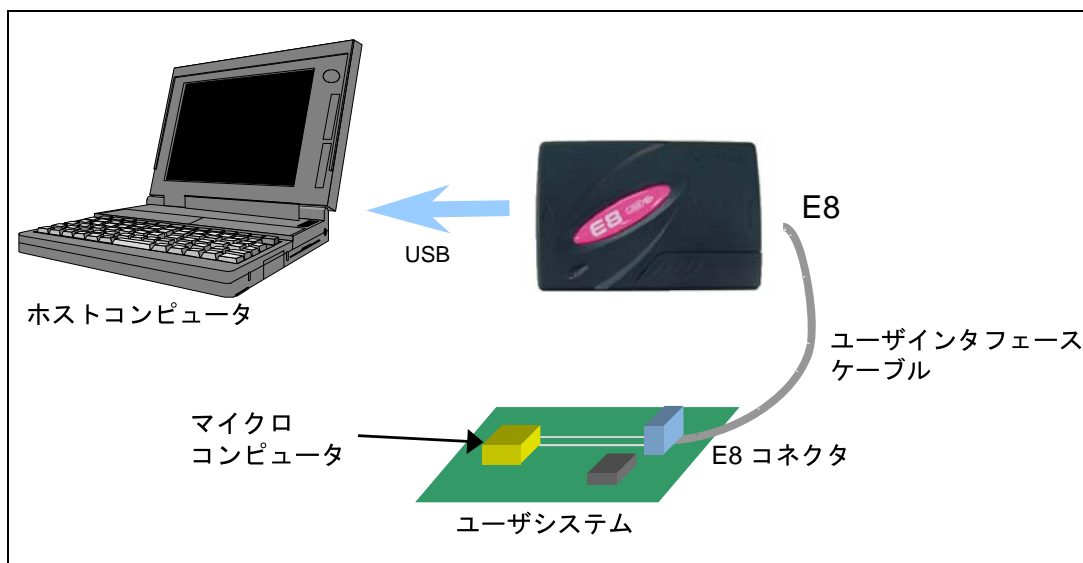 E8
E8
USB
ホストコンピュータ
ユーザインタフェース
ケーブル
マイクロ
コンピュータ
E8 コネクタ
ユーザシステム